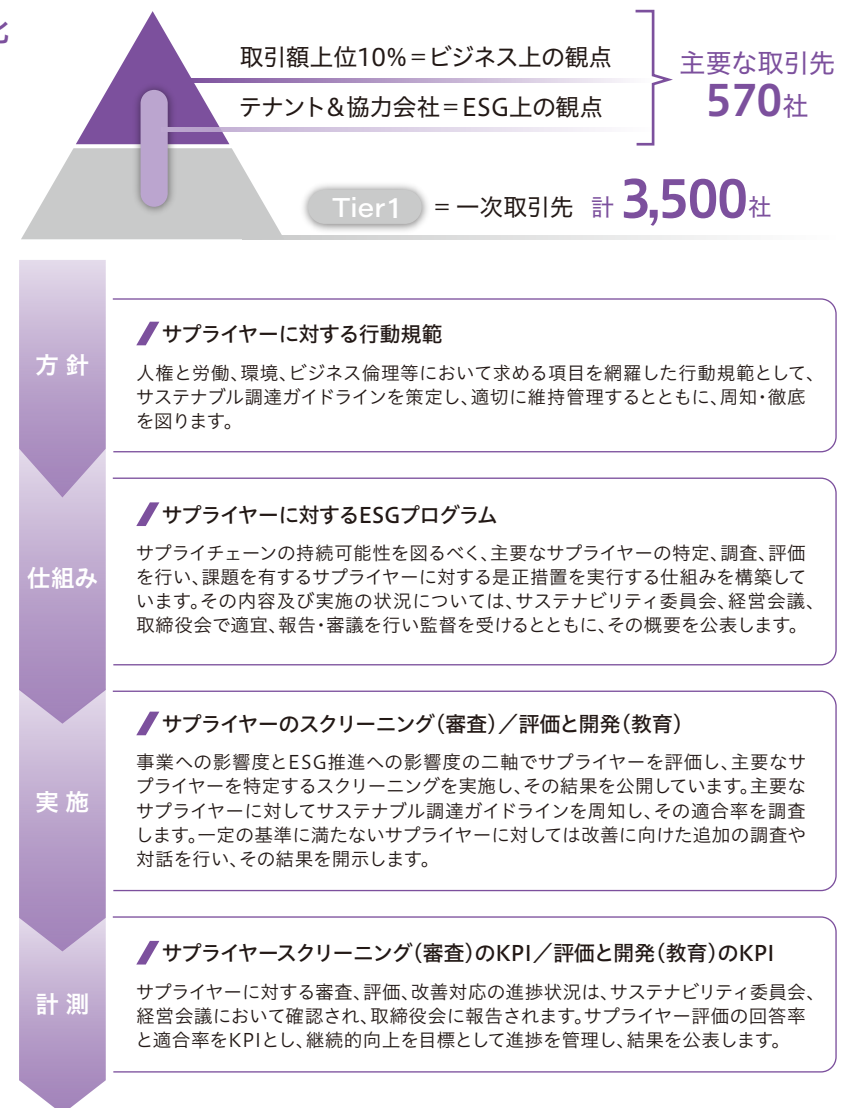 化
取引額上位10%=ビジネス上の観点
テナント&協力会社=ESG上の観点
主要な取引先
570社
Tier1 = 一次取引先 計 3,500社
方 針
サプライヤーに対する行動規範
人権と労働、環境、ビジネス倫理等において求める項目を網羅した行動規範として、
サステナブル調達ガイドラインを策定し、適切に維持管理するとともに、周知・徹底
を図ります。
仕組み
サプライヤーに対するESGプログラム
サプライチェーンの持続可能性を図るべく、主要なサプライヤーの特定、調査、評価
を行い、課題を有するサプライヤーに対する是正措置を実行する仕組みを構築して
います。その内容及び実施の状況については、サステナビリティ委員会、経営会議、
取締役会で適宜、報告・審議を行い監督を受けるとともに、その概要を公表します。
実 施
サプライヤーのスクリーニング(審査)/評価と開発(教育)
事業への影響度とESG推進への影響度の二軸でサプライヤーを評価し、主要なサ
プライヤーを特定するスクリーニングを実施し、その結果を公開しています。主要な
サプライヤーに対してサステナブル調達ガイドラインを周知し、その適合率を調査
します。一定の基準に満たないサプライヤーに対しては改善に向けた追加の調査や
対話を行い、その結果を開示します。
計 測
サプライヤースクリーニング(審査)のKPI/評価と開発(教育)のKPI
サプライヤーに対する審査、評価、改善対応の進捗状況は、サステナビリティ委員会、
経営会議において確認され、取締役会に報告されます。サプライヤー評価の回答率
と適合率をKPIとし、継続的向上を目標として進捗を管理し、結果を公表します。